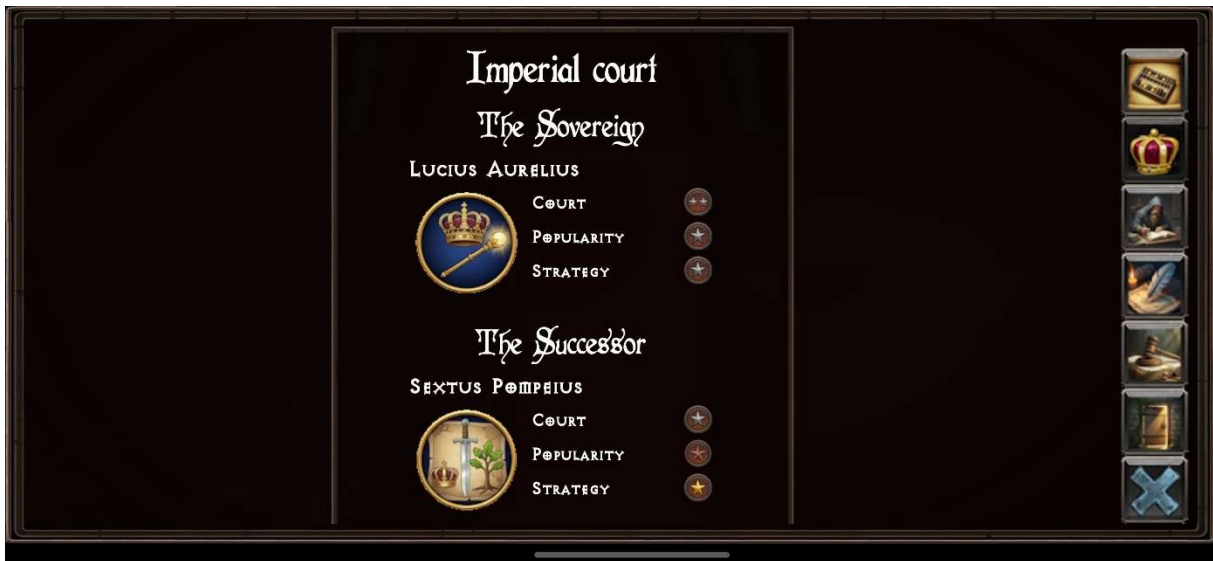 Imperial court
The Sovereign
Lucius Aurelius
Court
Popularity
Strategy
The Successor
Sextus Pompeius
Court
Popularity
Strategy